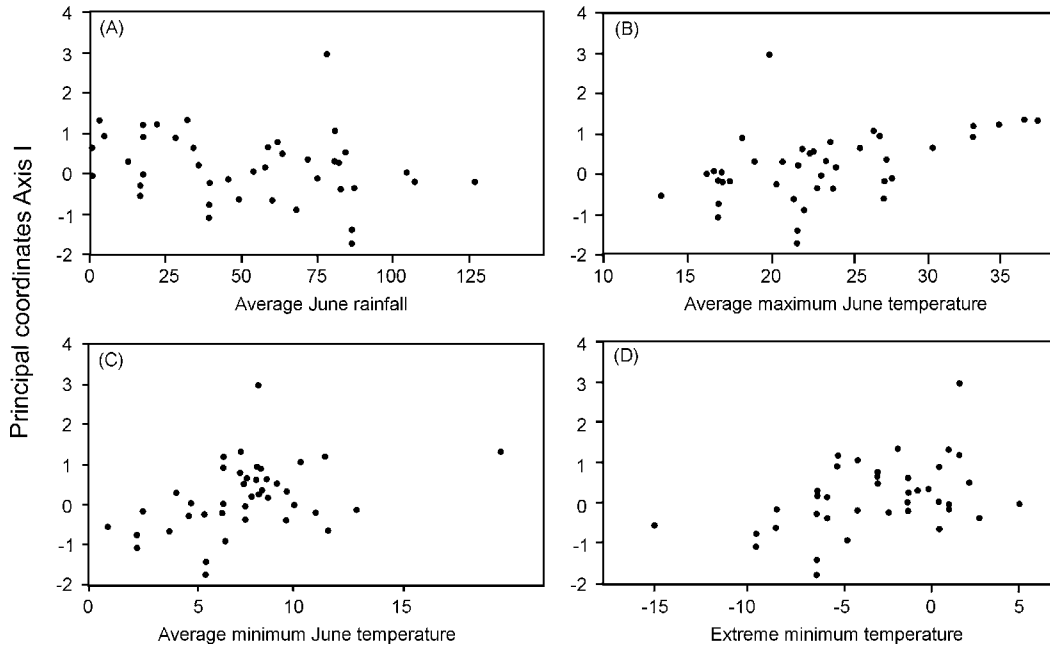 Principal coordinates Axis I
(A)
4
3
2
1
0
-1
-2
0 25 50 75 100 125
Average June rainfall
(B)
4
3
2
1
0
-1
-2
10 15 20 25 30 35
Average maximum June temperature
(C)
4
3
2
1
0
-1
-2
0 5 10 15
Average minimum June temperature
(D)
4
3
2
1
0
-1
-2
-15 -10 -5 0 5
Extreme minimum temperature